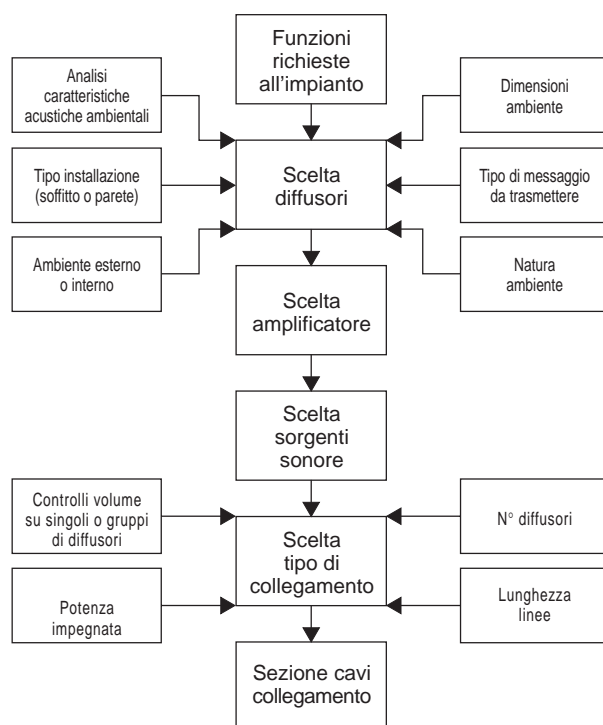 Funzioni
richieste
all'impianto
Analisi
caratteristiche
acustiche ambientali
Dimensioni
ambiente
Tipo installazione
(soffitto o parete)
Scelta
diffusori
Tipo di messaggio
da trasmettere
Ambiente esterno
o interno
Natura
ambiente
Scelta
amplificatore
Scelta
sorgenti
sonore
Controlli volume
su singoli o gruppi
di diffusori
Scelta
tipo di
collegamento
N° diffusori
Potenza
impegnata
Lunghezza
linee
Sezione cavi
collegamento